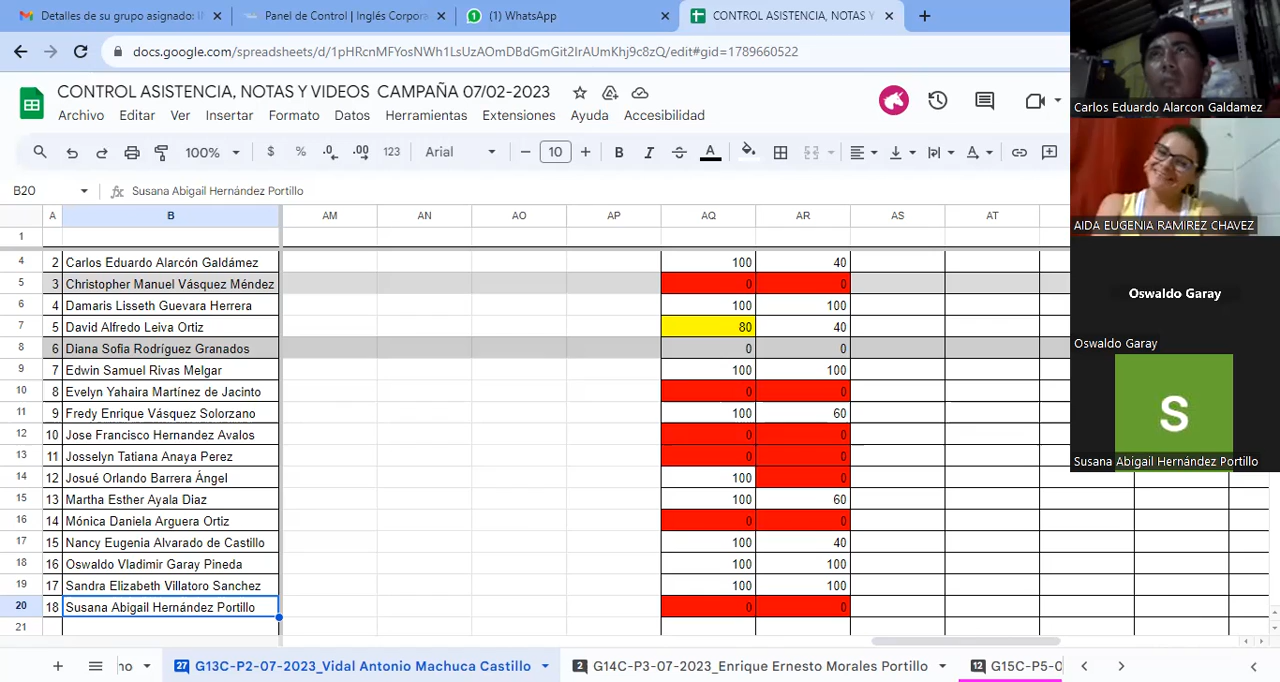 Detalles de su grupo asignado: I
Panel de Control | Inglés Corpora
(1) WhatsApp
CONTROL ASISTENCIA, NOTAS Y
docs.google.com/spreadsheets/d/1pHRcrMFYosNWh1LsUzAOmDBdGmGit2IrAUmKhj9c8zQ/edit#gid=1789660522
CONTROL ASISTENCIA, NOTAS Y VIDEOS CAMPAÑA 07/02-2023
Archivo Editar Ver Insertar Formato Datos Extensiones Ayuda Accesibilidad
100% $ % .0 .00 123 Arial 10 B I S A
B20 fx Susana Abigail Hernández Portillo
A B AM AN AO AP AQ AR AS AT
1
4 2 Carlos Eduardo Alarcón Galdámez 100 40
5 3 Christopher Manuel Vásquez Méndez 0 0
6 4 Damaris Lisseth Guevara Herrera 100 100
7 5 David Alfredo Leiva Ortiz 80 40
8 6 Diana Sofia Rodríguez Granados 0 0
9 7 Edwin Samuel Rivas Melgar 100 100
10 8 Evelyn Yahaira Martínez de Jacinto 0 0
11 9 Fredy Enrique Vásquez Solorzano 100 60
12 10 Jose Francisco Hernandez Avalos 0 0
13 11 Josselyn Tatiana Anaya Perez 0 0
14 12 Josué Orlando Barrera Ángel 100 0
15 13 Martha Esther Ayala Diaz 100 60
16 14 Mónica Daniela Arguera Ortiz 0 0
17 15 Nancy Eugenia Alvarado de Castillo 100 40
18 16 Oswaldo Vladimir Garay Pineda 100 100
19 17 Sandra Elizabeth Villatoro Sanchez 100 100
20 18 Susana Abigail Hernández Portillo 0 0
21
no 27 G13C-P2-07-2023_Vidal Antonio Machuca Castillo 2 G14C-P3-07-2023_Enrique Ernesto Morales Portillo 12 G15C-P5-0
Carlos Eduardo Alarcon Galdamez
AIDA EUGENIA RAMIREZ CHAVEZ
Oswaldo Garay
Oswaldo Garay
S
Susana Abigail Hernández Portillo